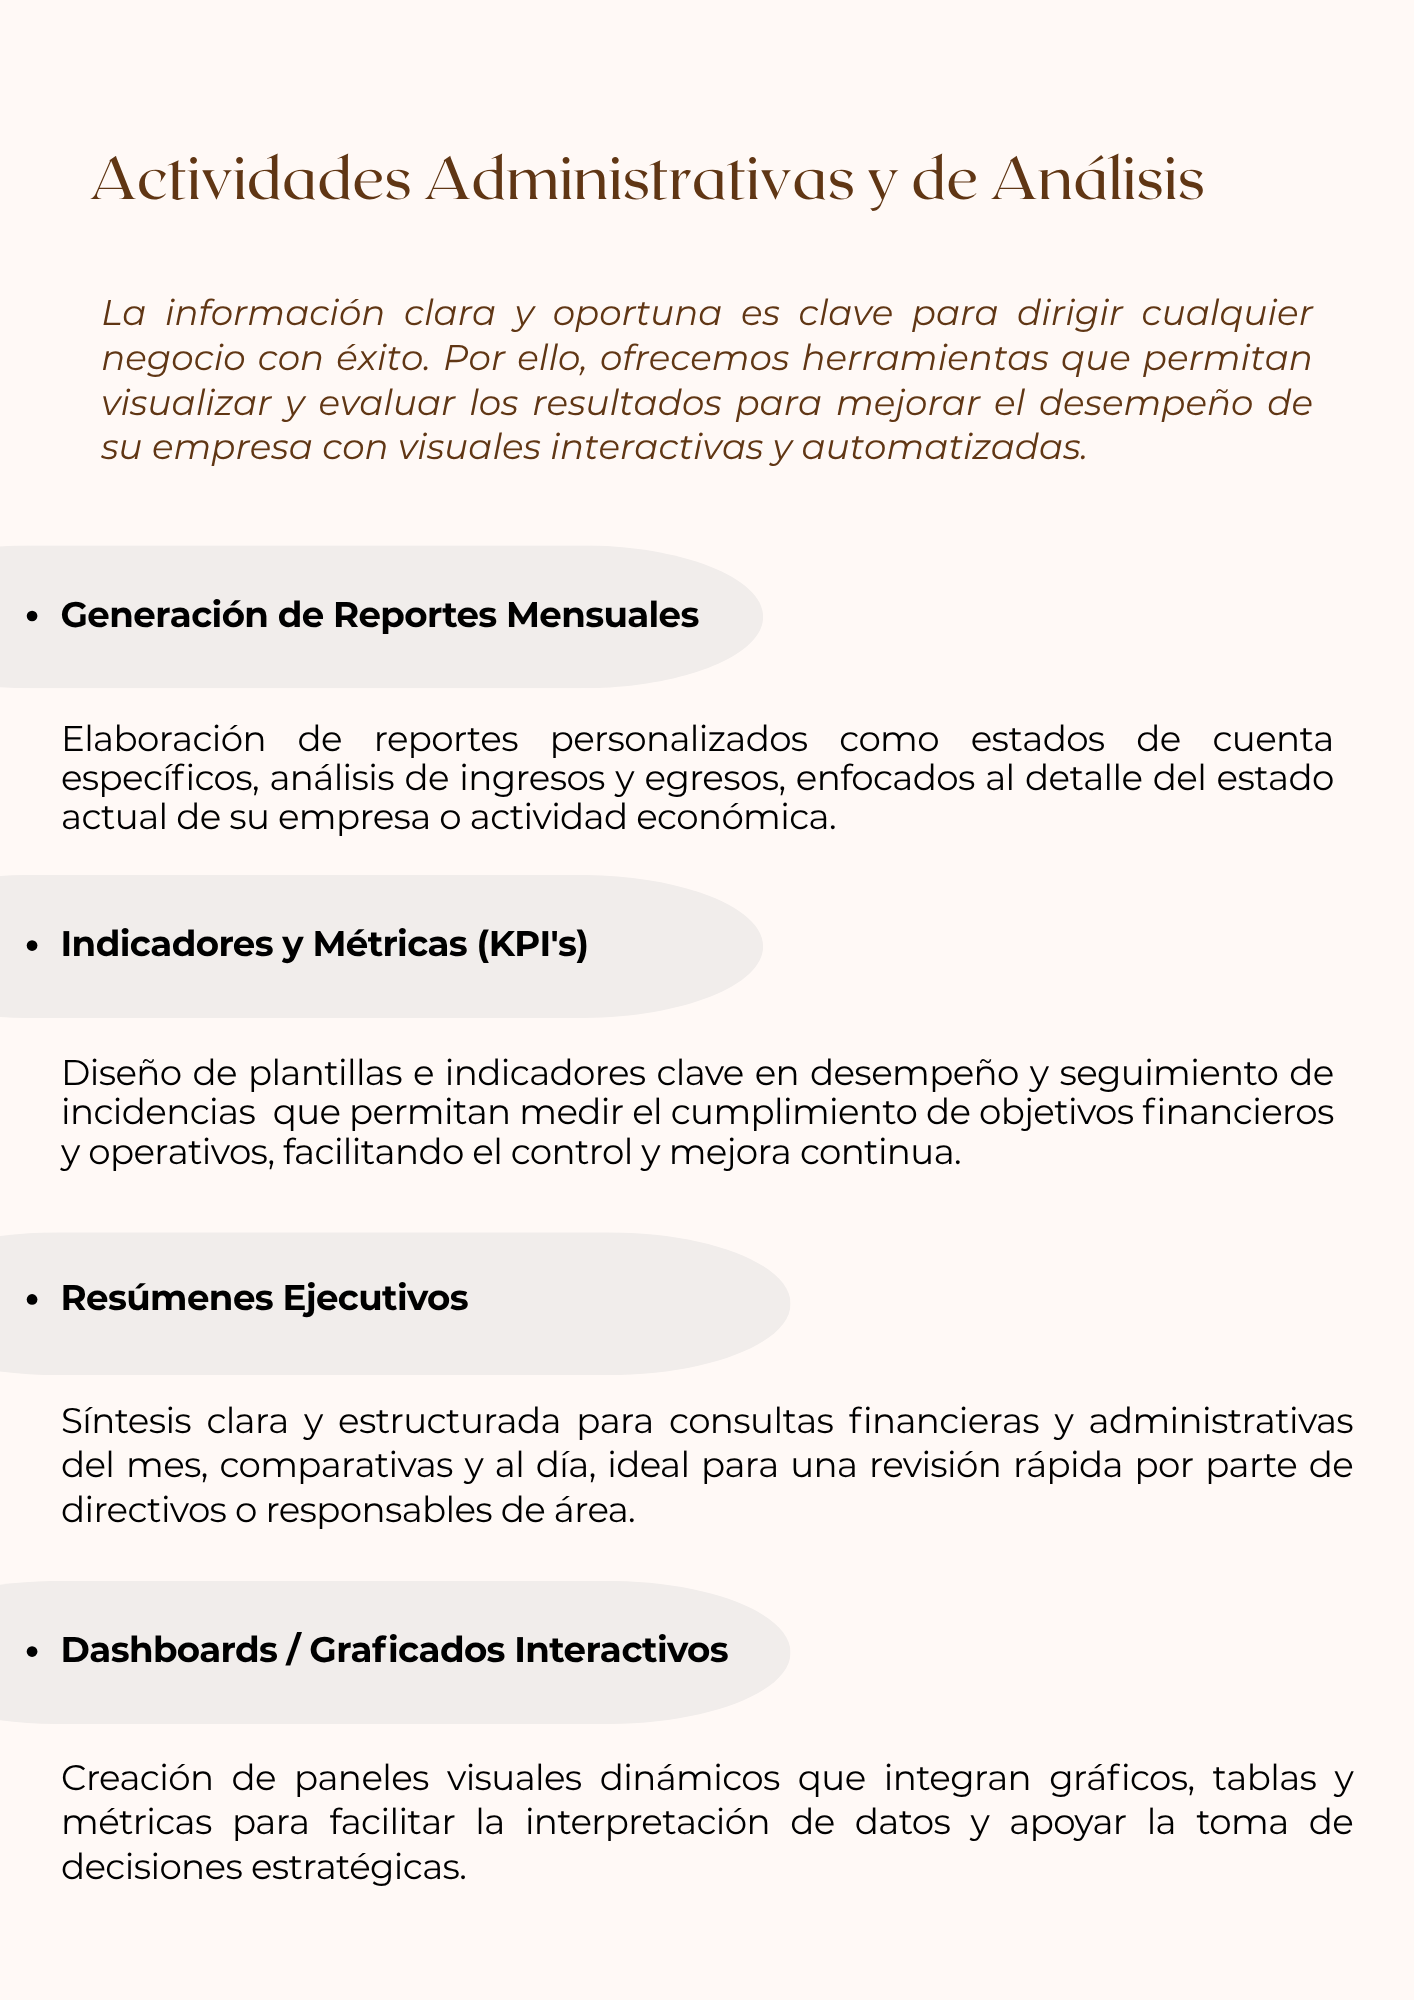 Actividades Administrativas y de Análisis
La información clara y oportuna es clave para dirigir cualquier
negocio con éxito. Por ello, ofrecemos herramientas que permitan
visualizar y evaluar los resultados para mejorar el desempeño de
su empresa con visuales interactivas y automatizadas.
• Generación de Reportes Mensuales
Elaboración de reportes personalizados como estados de cuenta
específicos, análisis de ingresos y egresos, enfocados al detalle del estado
actual de su empresa o actividad económica.
• Indicadores y Métricas (KPI's)
Diseño de plantillas e indicadores clave en desempeño y seguimiento de
incidencias  que permitan medir el cumplimiento de objetivos financieros
y operativos, facilitando el control y mejora continua.
• Resúmenes Ejecutivos
Síntesis clara y estructurada para consultas financieras y administrativas
del mes, comparativas y al día, ideal para una revisión rápida por parte de
directivos o responsables de área.
• Dashboards / Graficados Interactivos
Creación de paneles visuales dinámicos que integran gráficos, tablas y
métricas para facilitar la interpretación de datos y apoyar la toma de
decisiones estratégicas.